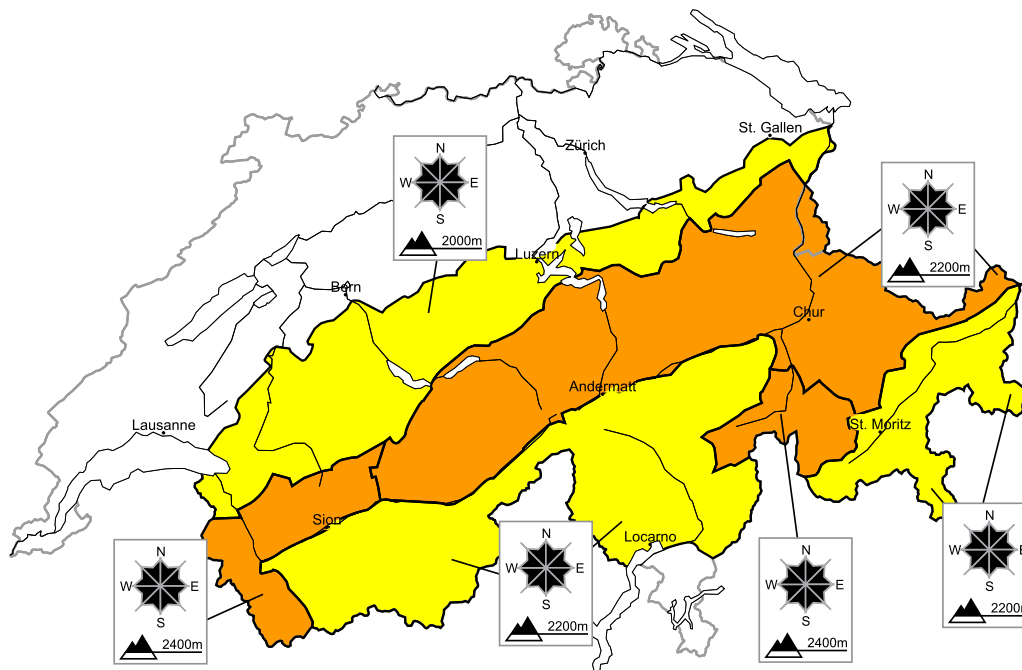 St. Gallen
Zürich
N
W E
S
2000m
N
W E
S
2200m
Luzern
Bern
Chur
Andermatt
Lausanne
St. Moritz
Sion
Locarno
N
W E
S
2400m
N
W E
S
2200m
N
W E
S
2400m
N
W E
S
2200m